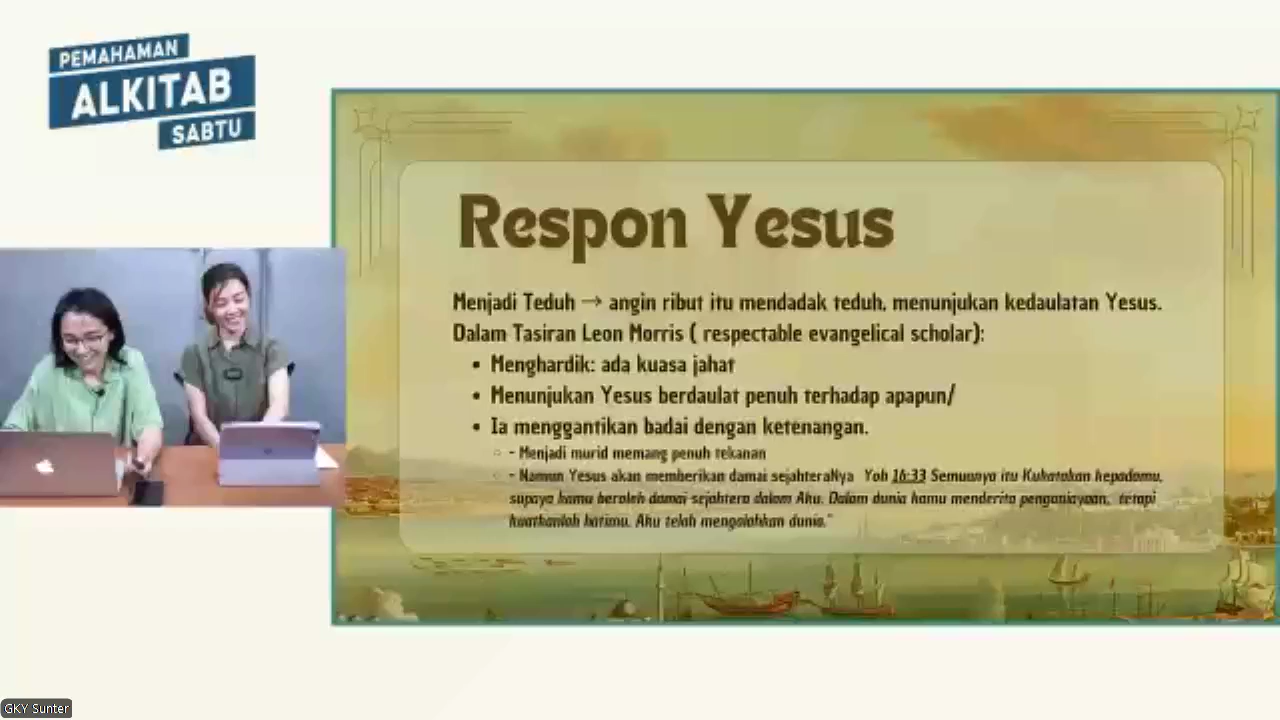 PEMAHAMAN
ALKITAB
SABTU
Respon Yesus
Menjadi Teduh → angin ribut itu mendadak teduh, menunjukan kedaulatan Yesus.
Dalam Tasiran Leon Morris ( respectable evangelical scholar):
• Menghardik: ada kuasa jahat
• Menunjukan Yesus berdaulat penuh terhadap apapun/
• Ia menggantikan badai dengan ketenangan.
- Menjadi murid memang penuh tekanan
- Namun Yesus akan memberikan damai sejahteraNya Yoh 16:33 Semuanya itu Kukatakan kepadamu,
supaya kamu beroleh damai sejahtera dalam Aku. Dalam dunia kamu menderita penganiayaan, tetapi
kuatkanlah hatimu, Aku telah mengalahkan dunia."
GKY Sunter